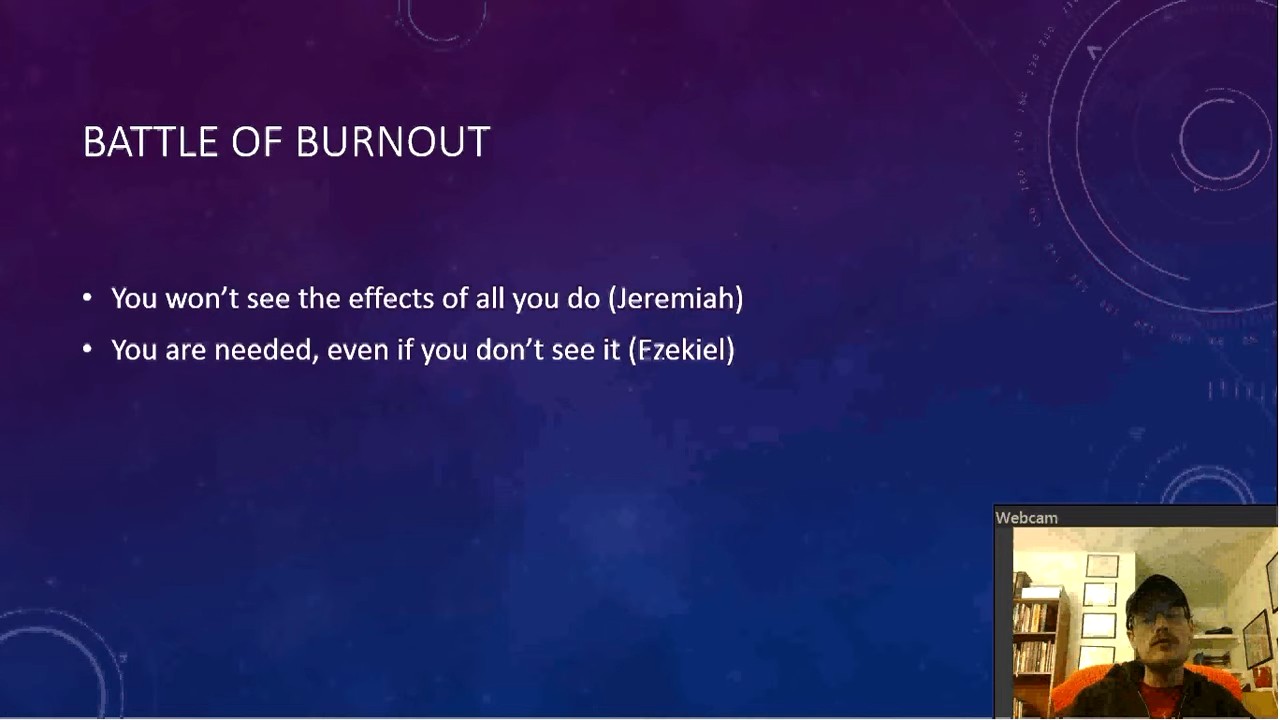 BATTLE OF BURNOUT
• You won't see the effects of all you do (Jeremiah)
• You are needed, even if you don't see it (Ezekiel)
Webcam